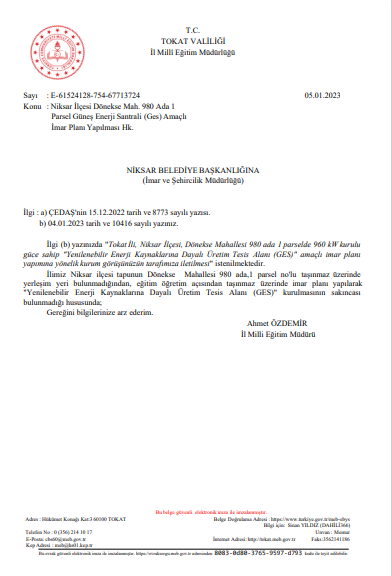 T.C.
TOKAT VALİLİĞİ
İl Millî Eğitim Müdürlüğü
Sayı : E-61524128-754-67713724 05.01.2023
Konu : Niksar İlçesi Dönekse Mah. 980 Ada 1
Parsel Güneş Enerji Santrali (Ges) Amaçlı
İmar Planı Yapılması Hk.
NİKSAR BELEDİYE BAŞKANLIĞINA
(İmar ve Şehircilik Müdürlüğü)
İlgi : a) ÇEDAŞ'nin 15.12.2022 tarih ve 8773 sayılı yazısı.
b) 04.01.2023 tarih ve 10416 sayılı yazınız.
İlgi (b) yazınızda "Tokat İli, Niksar İlçesi, Dönekse Mahallesi 980 ada 1 parselde 960 kW kurulu
güce sahip "Yenilenebilir Enerji Kaynaklarına Dayalı Üretim Tesis Alanı (GES)" amaçlı imar planı
yapımına yönelik kurum görüşünüzün tarafımıza iletilmesi" istenilmektedir.
İlimiz Niksar ilçesi tapunun Dönekse Mahallesi 980 ada,1 parsel no'lu taşınmaz üzerinde
yerleşim yeri bulunmadığından, eğitim öğretim açısından taşınmaz üzerinde imar planı yapılarak
"Yenilenebilir Enerji Kaynaklarına Dayalı Üretim Tesis Alanı (GES)" kurulmasının sakıncası
bulunmadığı hususunda;
Gereğini bilgilerinize arz ederim.
Ahmet ÖZDEMİR
İl Milli Eğitim Müdürü
Bu belge güvenli elektronik imza ile imzalanmıştır.
Adres : Hükümet Konağı Kat:3 60100 TOKAT Belge Doğrulama Adresi : https://www.turkiye.gov.tr/meb-ebys
Bilgi için: Sinan YILDIZ (DAHİLİ366)
Telefon No : 0 (356) 214 10 17 Unvan : Memur
E-Posta: cbs60@meb.gov.tr İnternet Adresi: http://tokat.meb.gov.tr Faks:3562141186
Kep Adresi : meb@hs01.kep.tr
Bu evrak güvenli elektronik imza ile imzalanmıştır. https://evraksorgu.meb.gov.tr adresinden 8083-0d80-3765-9597-d793 kodu ile teyit edilebilir.